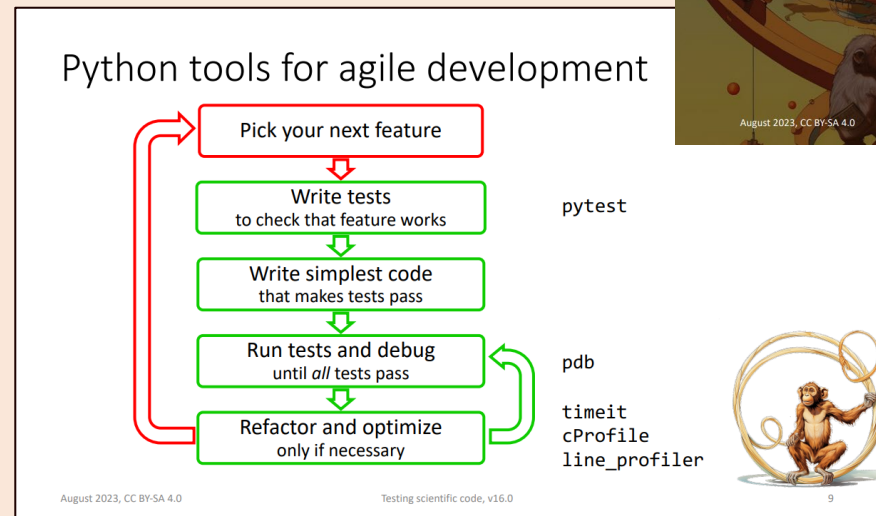 August 2023, CC BY-SA 4.0
Python tools for agile development
Pick your next feature
Write tests
to check that feature works
pytest
Write simplest code
that makes tests pass
Run tests and debug
until all tests pass
pdb
Refactor and optimize
only if necessary
timeit
cProfile
line_profiler
August 2023, CC BY-SA 4.0
Testing scientific code, v16.0
9